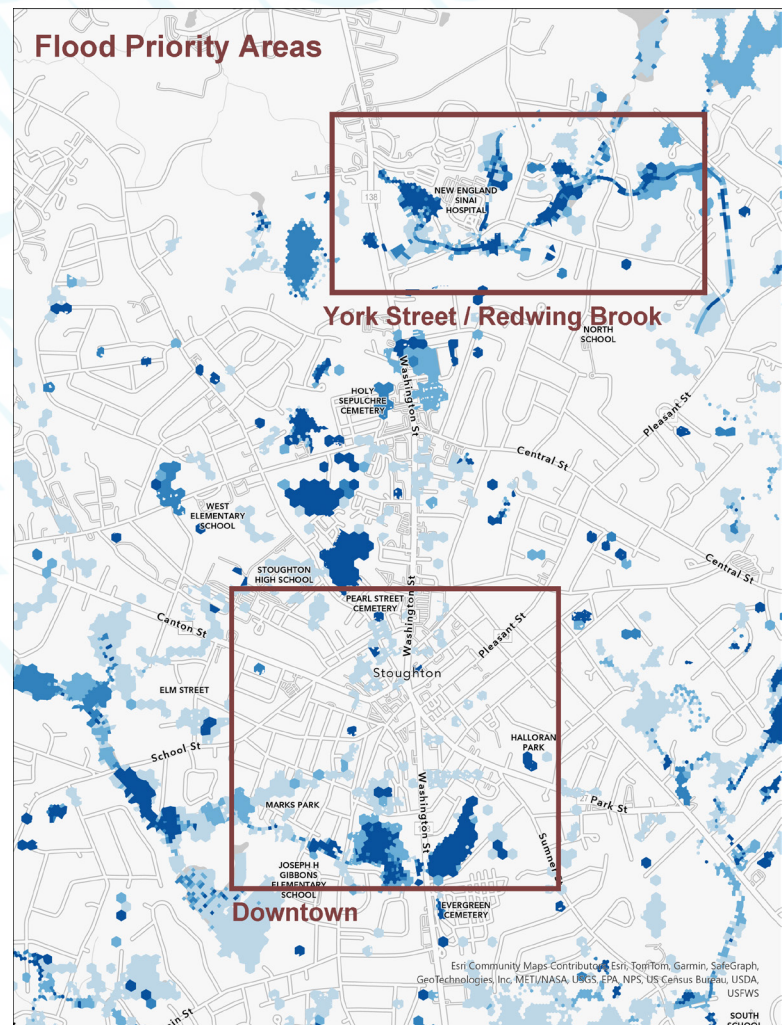 Flood Priority Areas
NEW ENGLAND
SINAI
HOSPITAL
138
York Street / Redwing Brook
NORTH
SCHOOL
Washington St
HOLY
SEPULCHRE
CEMETERY
Pleasant St
Central St
WEST
ELEMENTARY
SCHOOL
Central St
STOUGHTON
HIGH SCHOOL
PEARL STREET
CEMETERY
Washington St
Canton St
Pleasant St
Stoughton
ELM STREET
HALLORAN
PARK
School St
Washington St
MARKS PARK
Park St
Sumner St
JOSEPH H
GIBBONS
ELEMENTARY
SCHOOL
Downtown
EVERGREEN
CEMETERY
Esri Community Maps Contributors, Esri, TomTom, Garmin, SafeGraph,
GeoTechnologies, Inc, METI/NASA, USGS, EPA, NPS, US Census Bureau, USDA,
USFWS
in St
SOUTH
SCHOOL